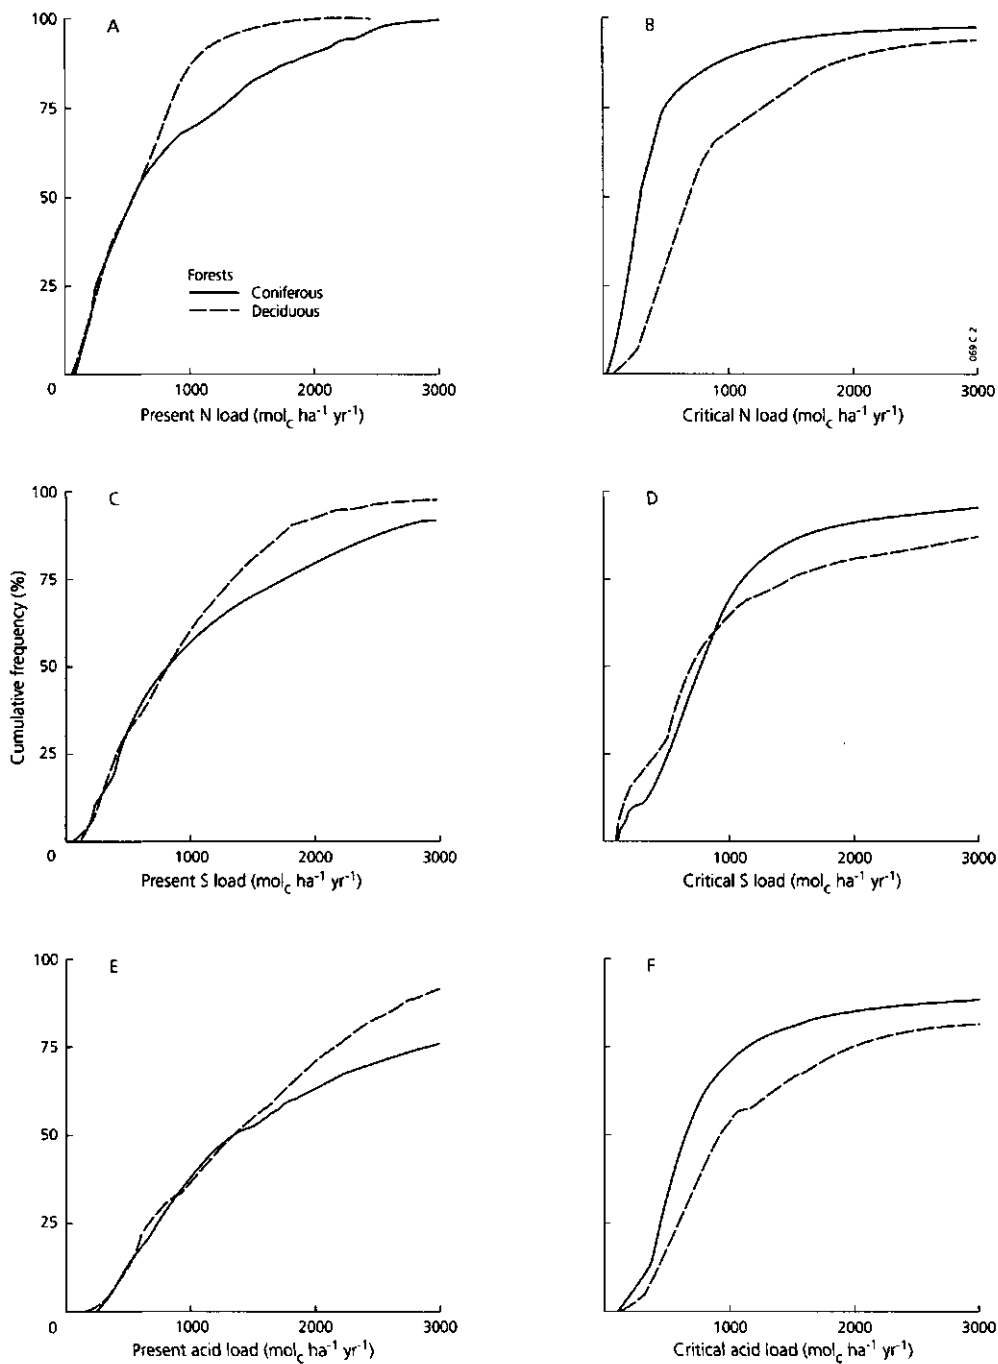 A
100
75
50
25
0
Forests
Coniferous
Deciduous
1000
2000
3000
Present N load (mol_c ha⁻¹ yr⁻¹)
B
069 C 2
1000
2000
3000
Critical N load (mol_c ha⁻¹ yr⁻¹)
Cumulative frequency (%)
C
100
75
50
25
0
1000
2000
3000
Present S load (mol_c ha⁻¹ yr⁻¹)
D
1000
2000
3000
Critical S load (mol_c ha⁻¹ yr⁻¹)
E
100
75
50
25
0
1000
2000
3000
Present acid load (mol_c ha⁻¹ yr⁻¹)
F
1000
2000
3000
Critical acid load (mol_c ha⁻¹ yr⁻¹)